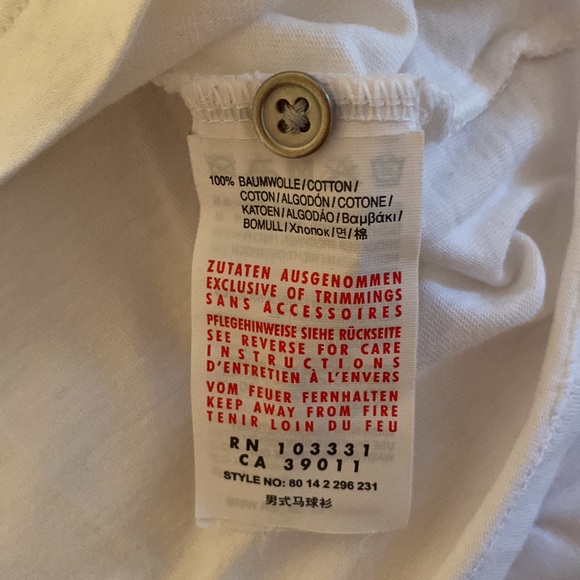 100% BAUMWOLLE/COTTON/
COTON/ALGODÓN/COTONE/
KATOEN/ALGODÃO/Βαμβάκι/
BOMULL/Хлопок/면/棉
ZUTATEN AUSGENOMMEN
EXCLUSIVE OF TRIMMINGS
SANS ACCESSOIRES
PFLEGEHINWEISE SIEHE RÜCKSEITE
SEE REVERSE FOR CARE
INSTRUCTIONS
D'ENTRETIEN À L'ENVERS
VOM FEUER FERNHALTEN
KEEP AWAY FROM FIRE
TENIR LOIN DU FEU
RN 103331
CA 39011
STYLE NO: 80 14 2 296 231
男式马球衫